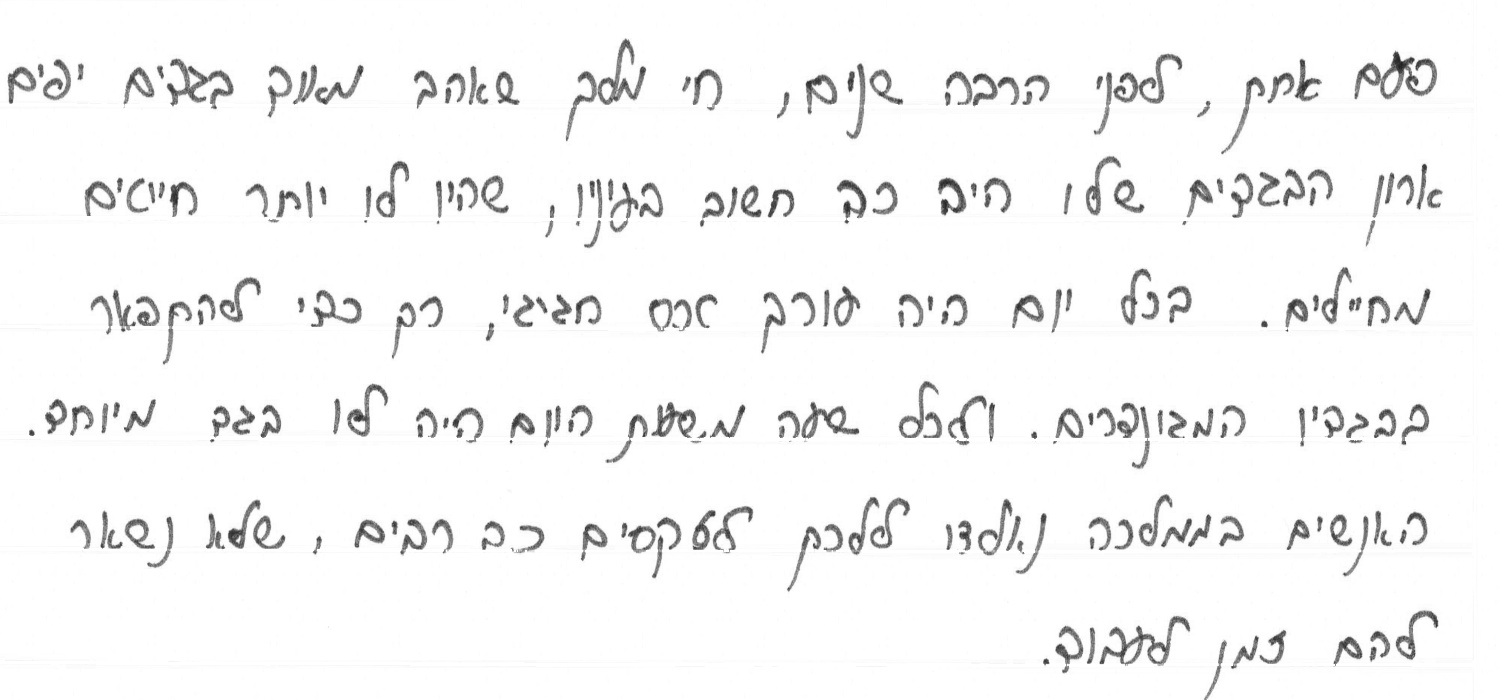 פעם אחת, לפני הרבה שנים, חי מלך שאהב מאוד בגדים יפים
ארון הבגדים שלו היה כה חשוב בעיניו, שהיו לו יותר חייטים
מחיילים. בכל יום היה עורך טקס חגיגי, רק כדי להתפאר
בבגדיו המגונדרים. ולכל שעה משעת היום היה לו בגד מיוחד.
האנשים בממלכה נאלצו ללכת לטקסים כה רבים, שלא נשאר
להם זמן לעבוד.